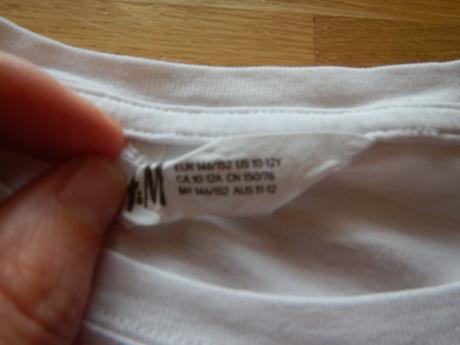 H&M
EUR 146/152 US 10-12Y
CA 10-12A CN 150/76
MX 146/152 AUS 11-12